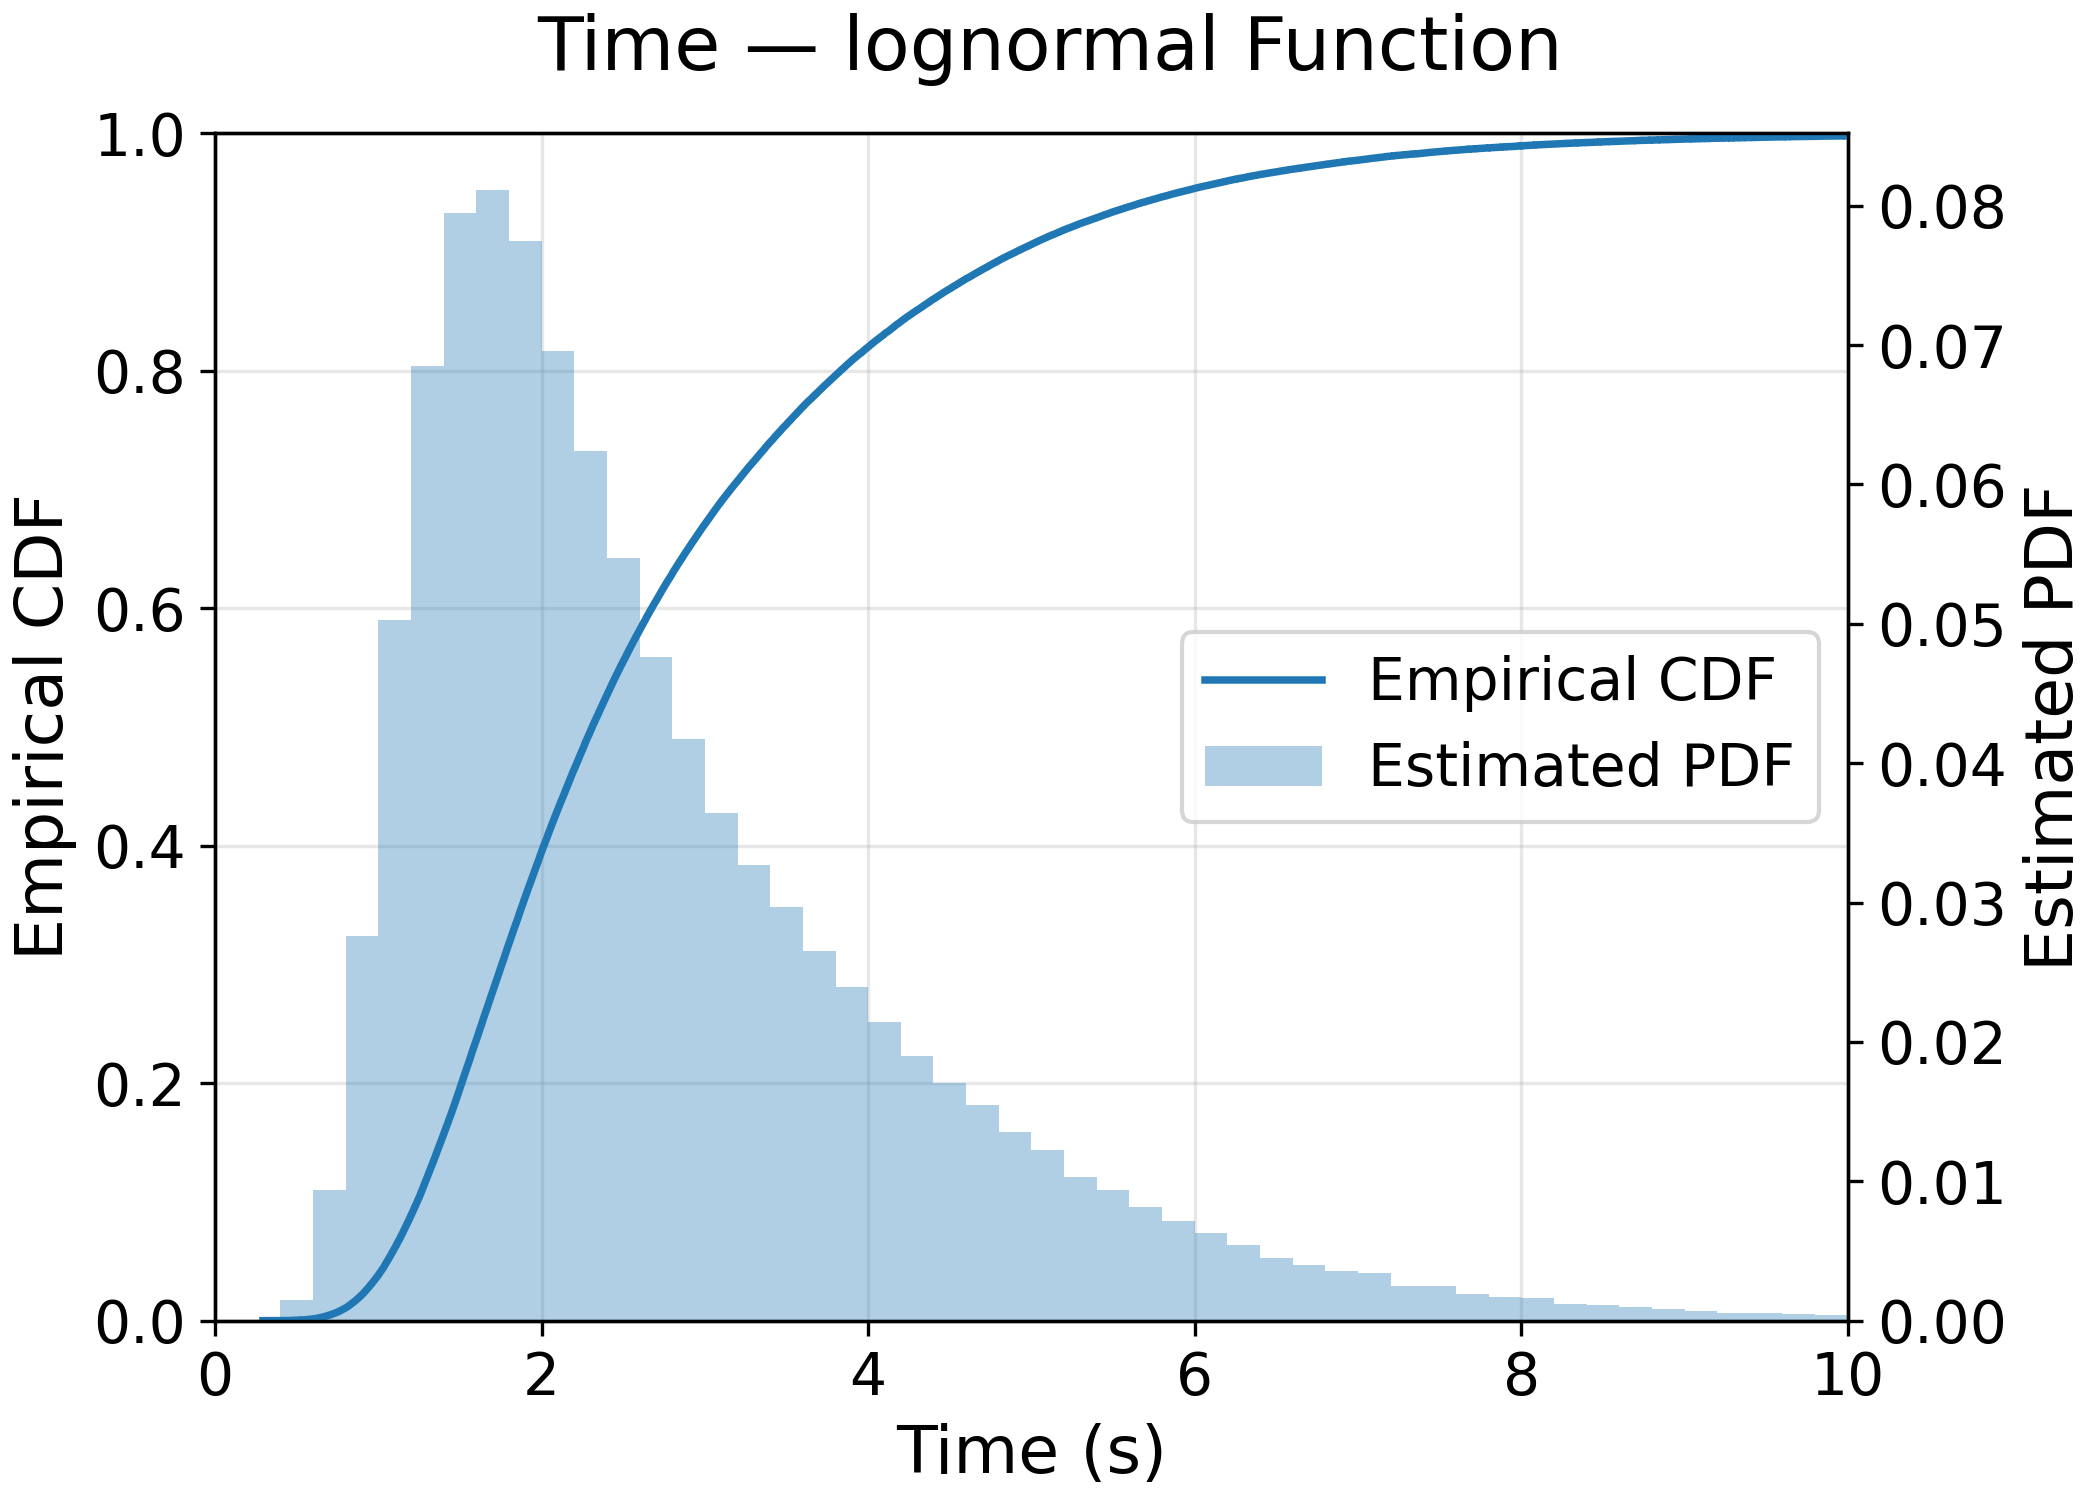 Time — lognormal Function
1.0
0.8
0.6
0.4
0.2
0.0
Empirical CDF
0.08
0.07
0.06
0.05
0.04
0.03
0.02
0.01
0.00
Estimated PDF
Empirical CDF
Estimated PDF
0 2 4 6 8 10
Time (s)